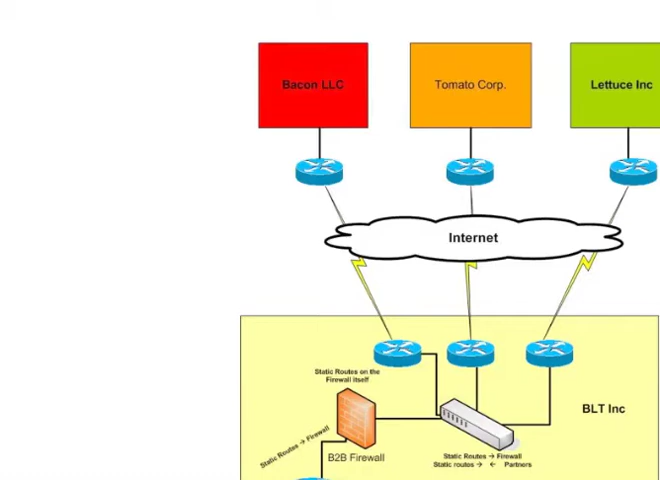 Bacon LLC
Tomato Corp.
Lettuce Inc
Internet
Static Routes on the
Firewall itself
BLT Inc
Static Routes → Firewall
B2B Firewall
Static Routes → Firewall
Static routes → ← Partners